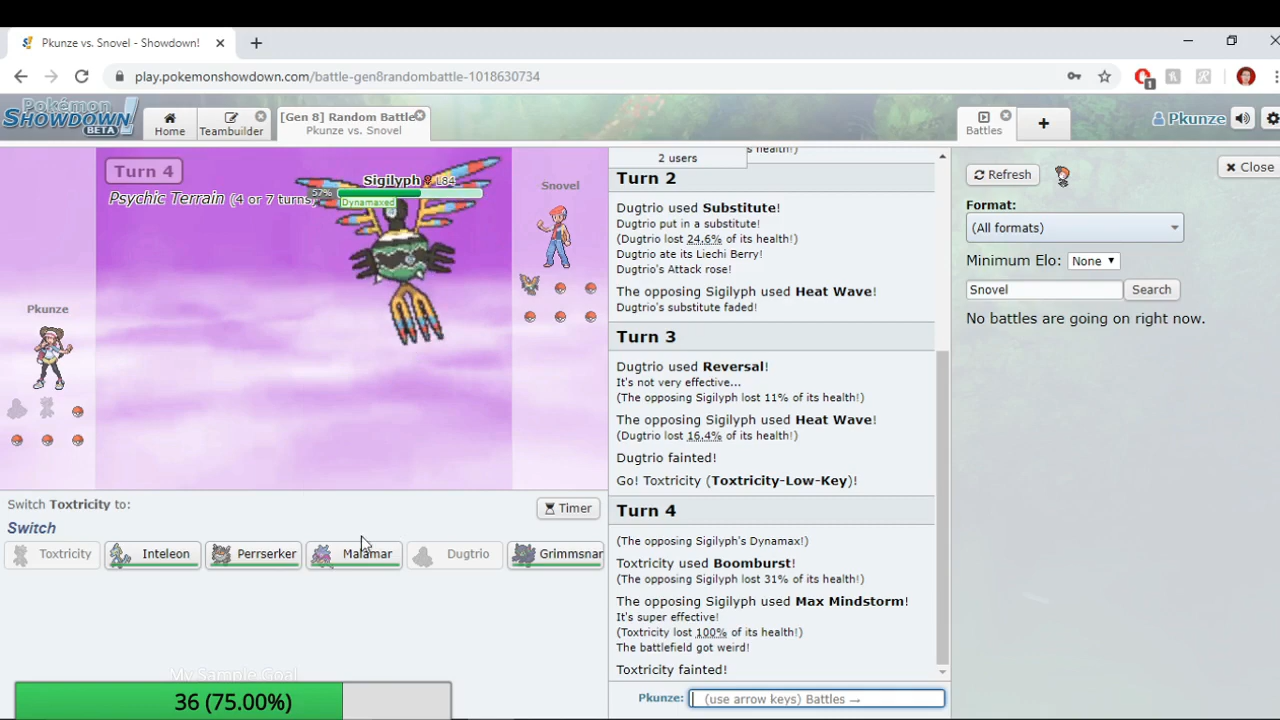 Pkunze vs. Snovel - Showdown!
play.pokemonshowdown.com/battle-gen8randombattle-1018630734
1
Pokémon
SHOWDOWN!
BETA
Home
Teambuilder
[Gen 8] Random Battle
Pkunze vs. Snovel
Battles
Pkunze
Turn 4
Psychic Terrain (4 or 7 turns)
Sigilyph L84
57%
Dynamaxed
Snovel
Pkunze
2 users
s health!)
Turn 2
Dugtrio used Substitute!
Dugtrio put in a substitute!
(Dugtrio lost 24.6% of its health!)
Dugtrio ate its Liechi Berry!
Dugtrio's Attack rose!
The opposing Sigilyph used Heat Wave!
Dugtrio's substitute faded!
Turn 3
Dugtrio used Reversal!
It's not very effective...
(The opposing Sigilyph lost 11% of its health!)
The opposing Sigilyph used Heat Wave!
(Dugtrio lost 16.4% of its health!)
Dugtrio fainted!
Go! Toxtricity (Toxtricity-Low-Key)!
Turn 4
(The opposing Sigilyph's Dynamax!)
Toxtricity used Boomburst!
(The opposing Sigilyph lost 31% of its health!)
The opposing Sigilyph used Max Mindstorm!
It's super effective!
(Toxtricity lost 100% of its health!)
The battlefield got weird!
Toxtricity fainted!
Pkunze: (use arrow keys) Battles →
Refresh
Close
Format:
(All formats)
Minimum Elo: None
Snovel Search
No battles are going on right now.
Switch Toxtricity to:
Timer
Switch
Toxtricity Inteleon Perrserker Malamar Dugtrio Grimmsnar
My Sample Goal
36 (75.00%)